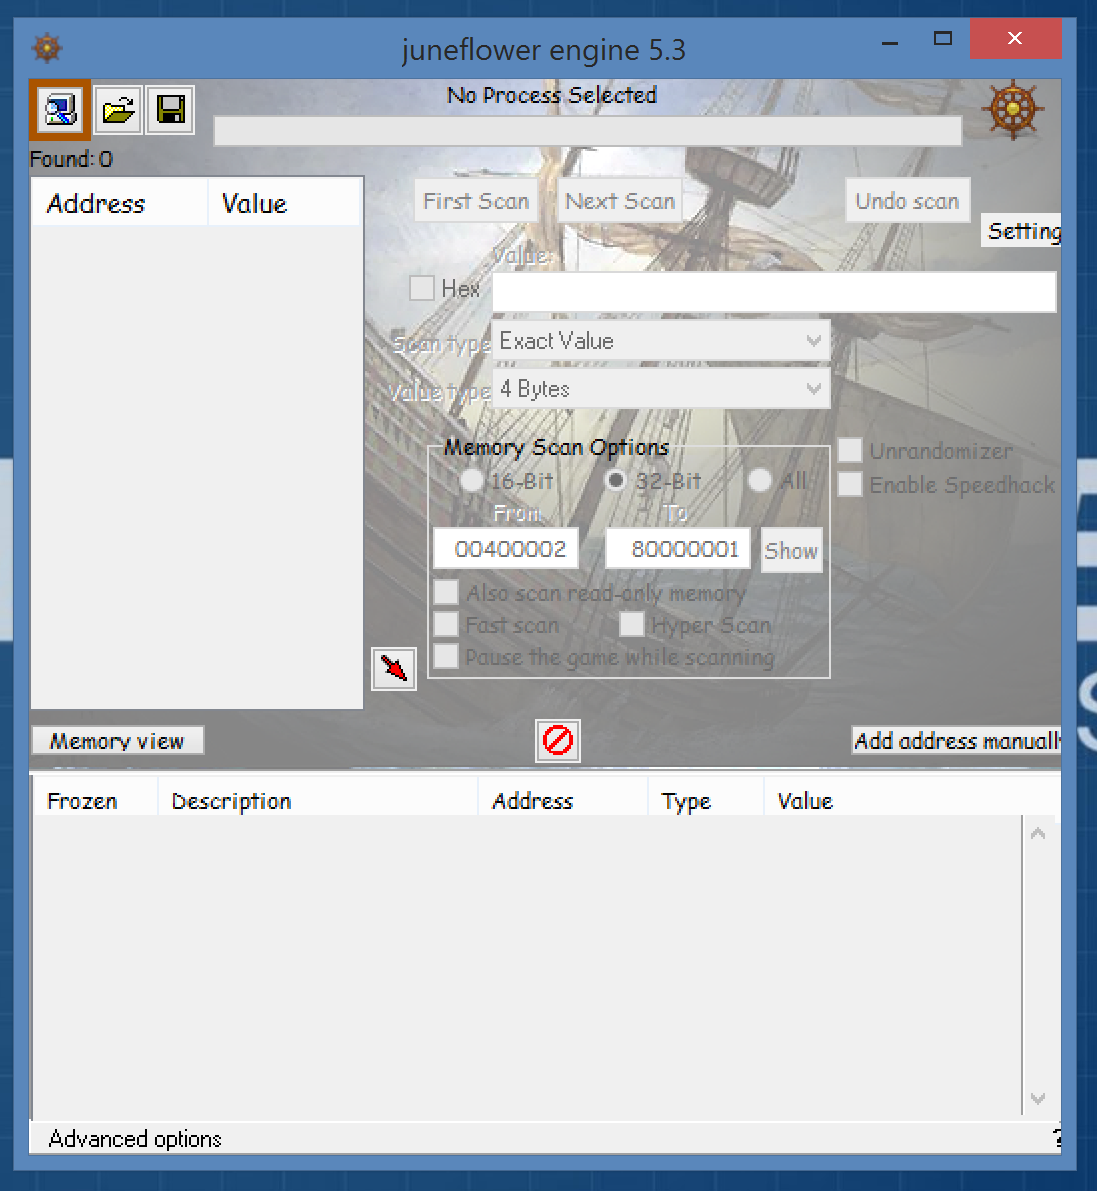 juneflower engine 5.3
No Process Selected
Found: 0
Address Value
First Scan Next Scan Undo scan
Setting
Value:
Hex
Scan type Exact Value
Value type 4 Bytes
Memory Scan Options
Unrandomizer
16-Bit 32-Bit All
Enable Speedhack
From To
00400002 80000001 Show
Also scan read-only memory
Fast scan Hyper Scan
Pause the game while scanning
Memory view Add address manuall
Frozen Description Address Type Value
Advanced options ?